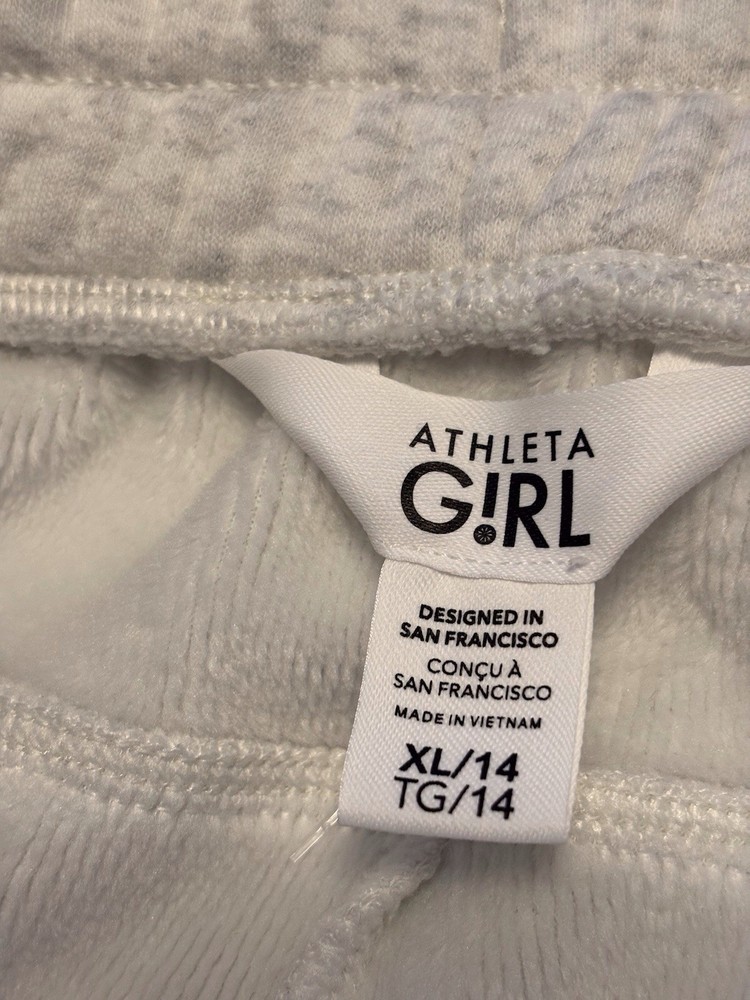 ATHLETA
G!RL
DESIGNED IN
SAN FRANCISCO
CONÇU À
SAN FRANCISCO
MADE IN VIETNAM
XL/14
TG/14